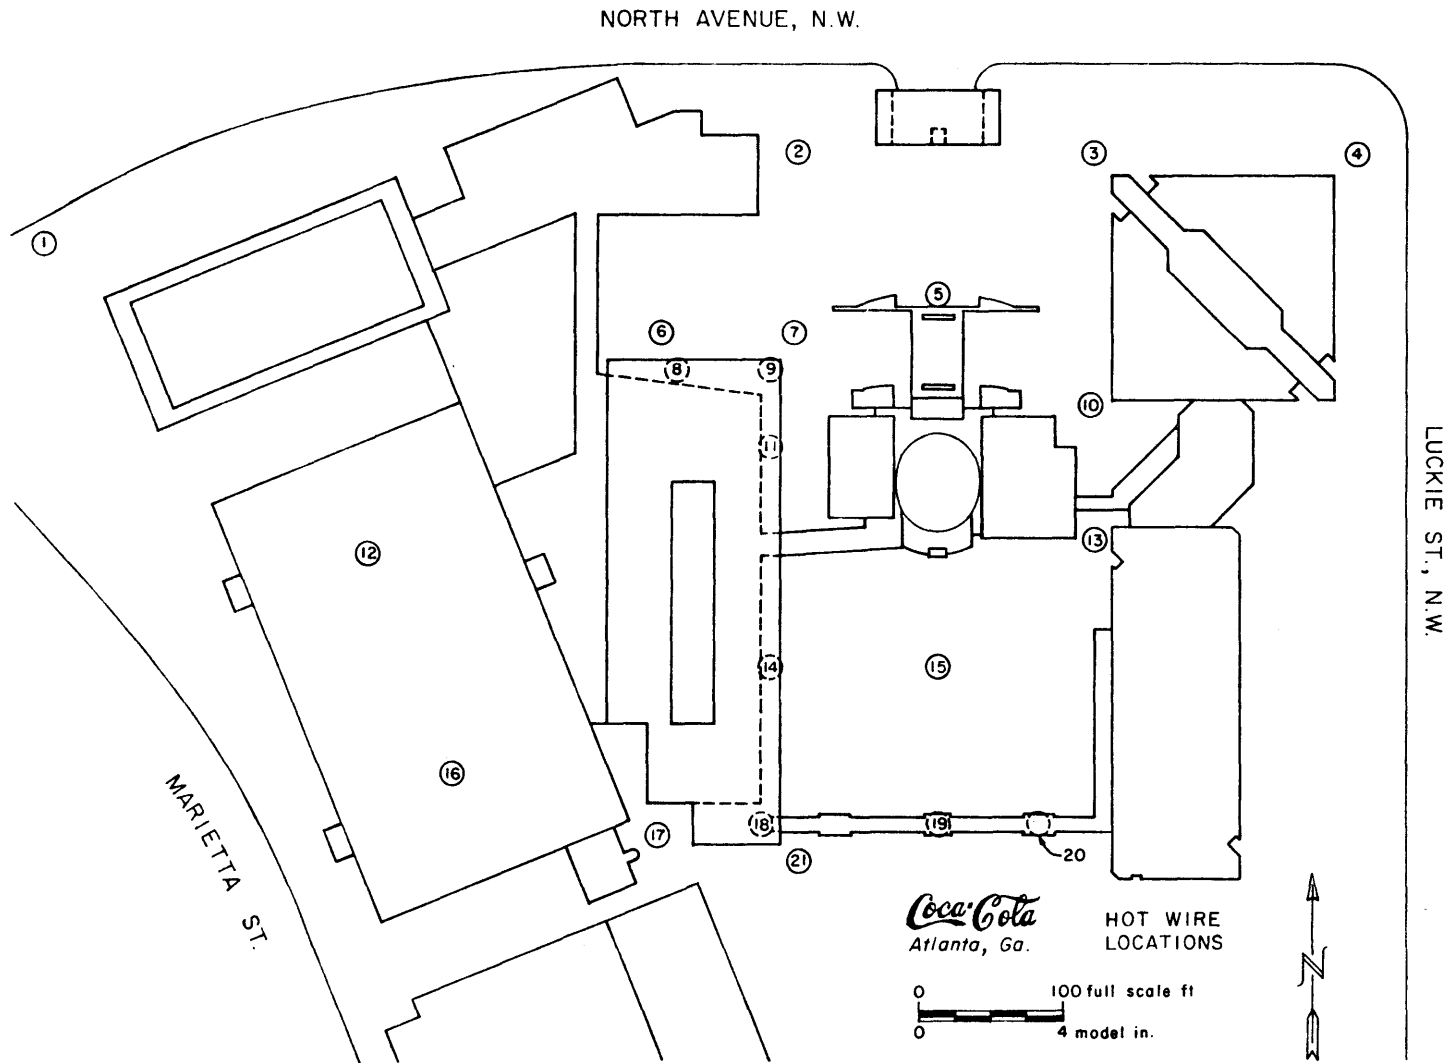 NORTH AVENUE, N.W.
1
2
3
4
5
6
7
8
9
10
11
12
13
14
15
16
17
18
19
20
21
LUCKIE ST., N.W.
MARIETTA ST.
Coca-Cola
Atlanta, Ga.
HOT WIRE
LOCATIONS
0 100 full scale ft
0 4 model in.
N